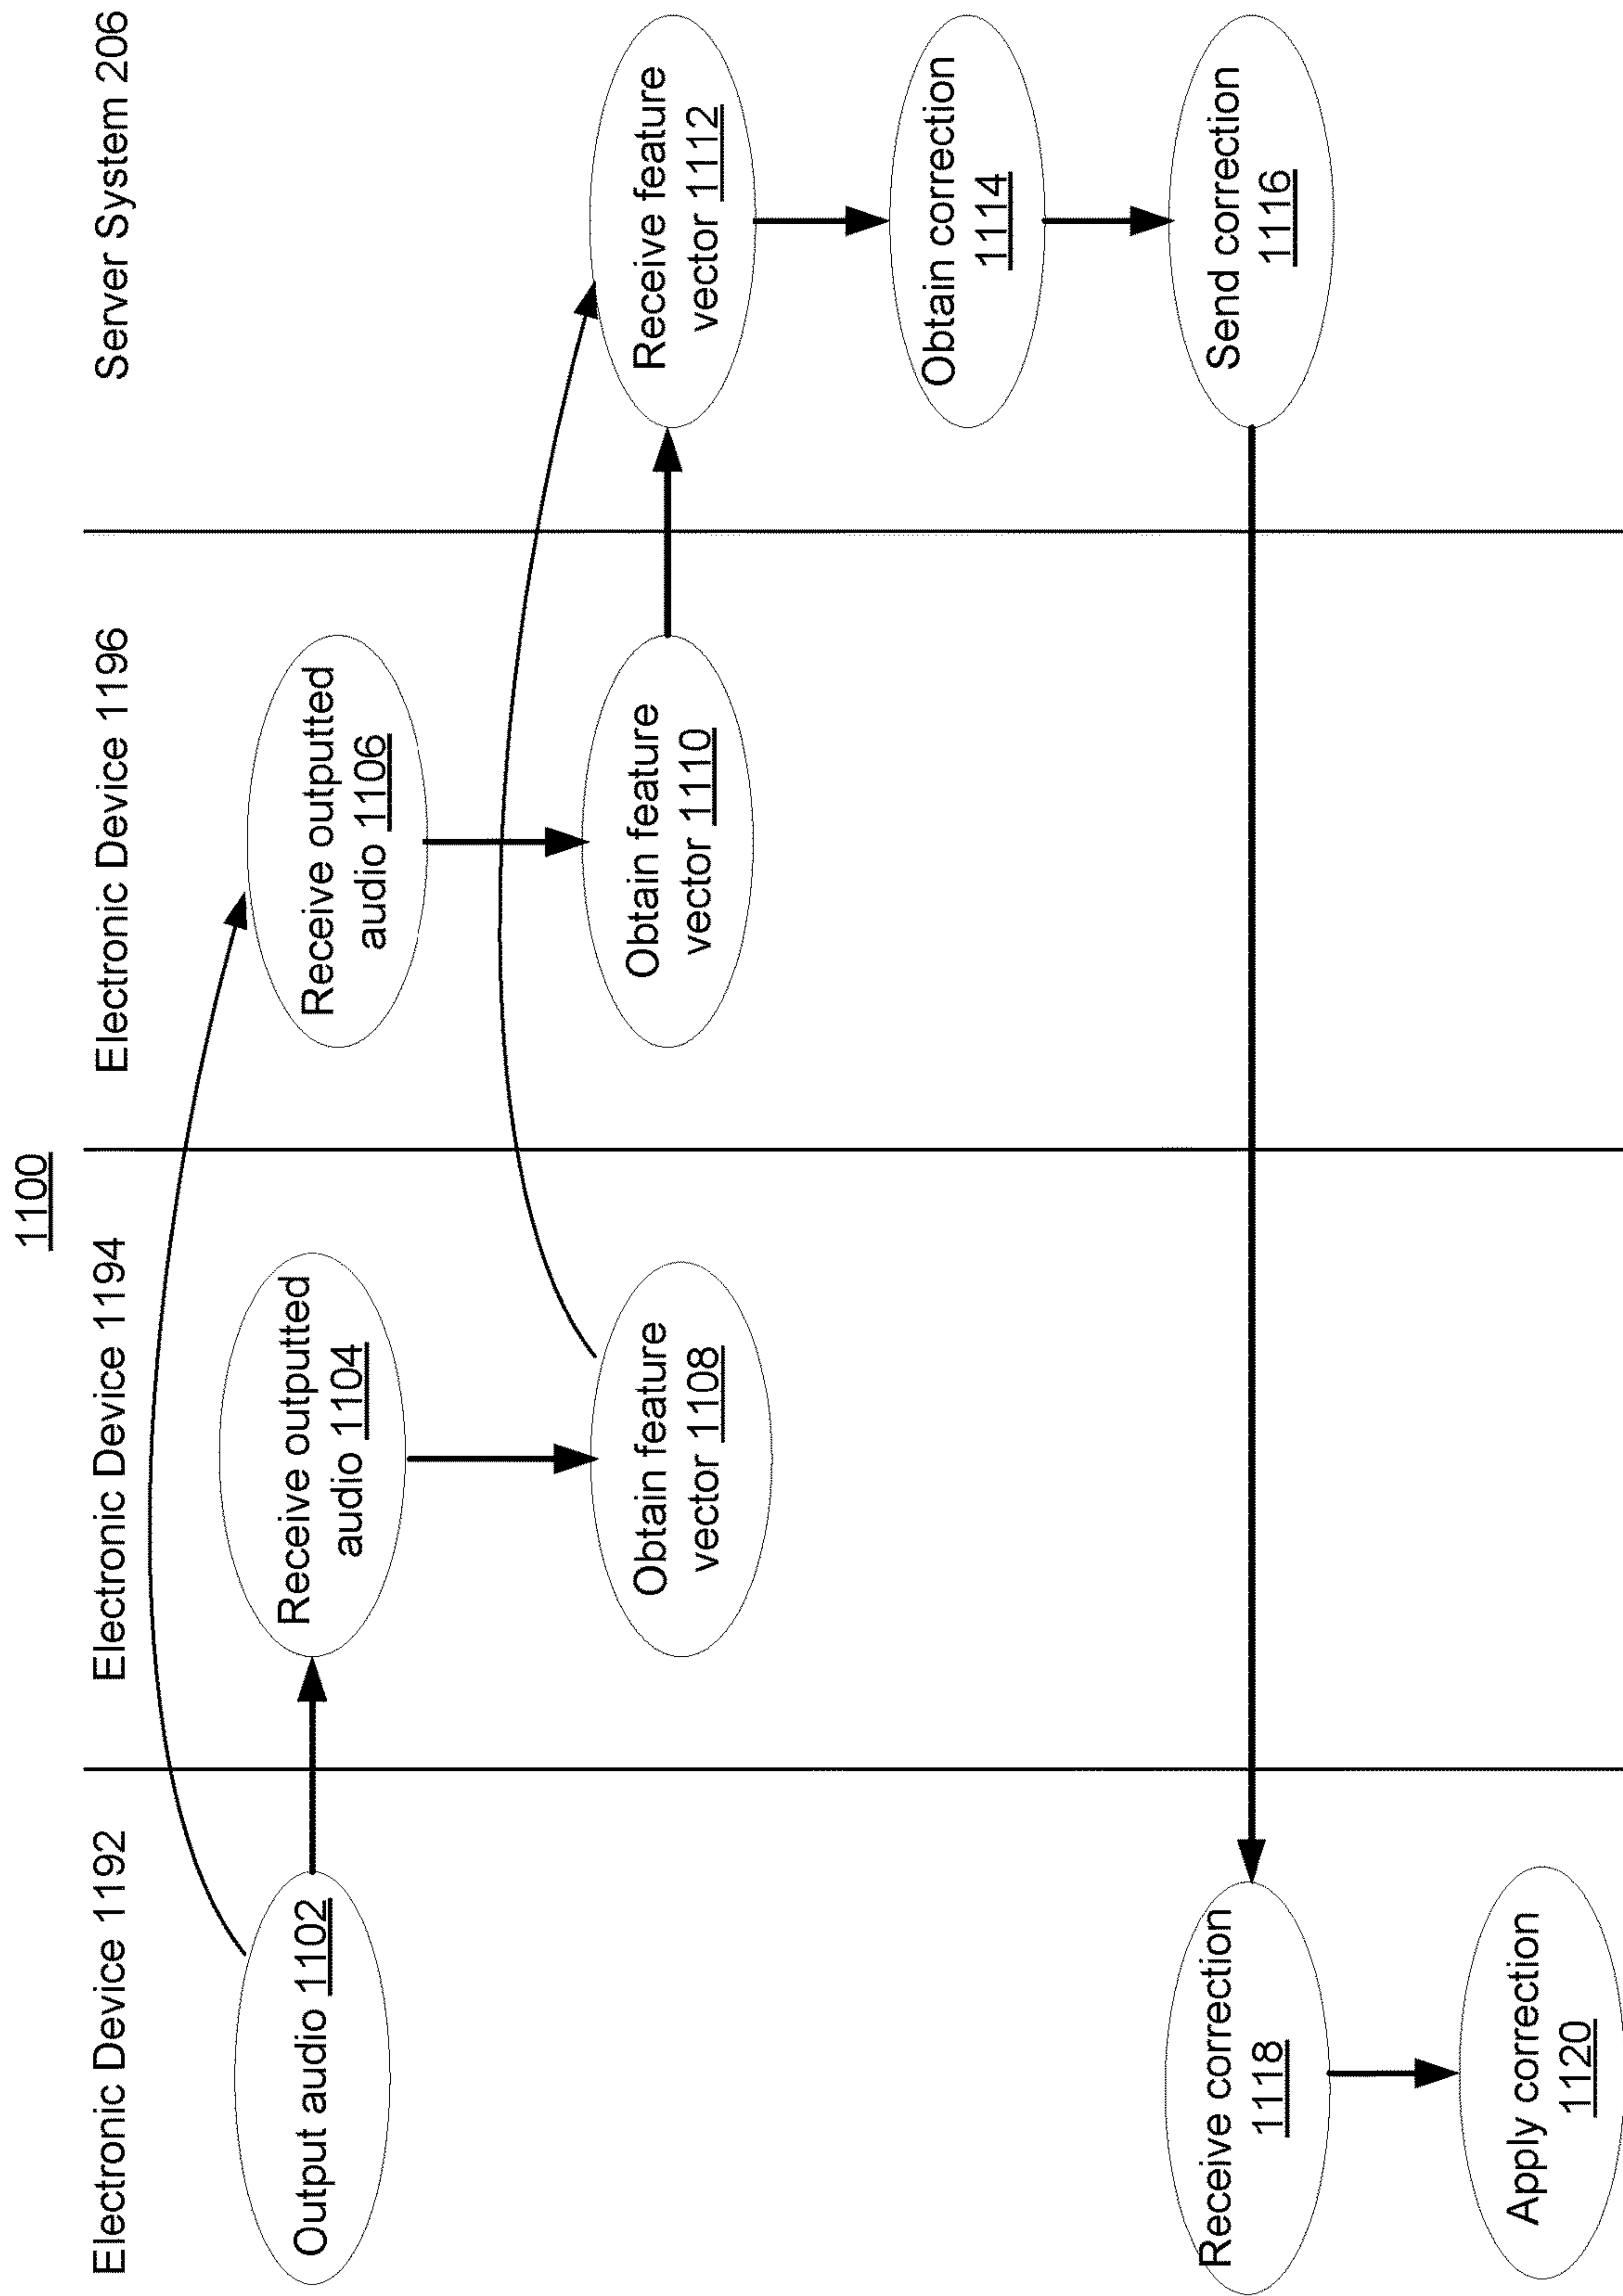 1100
Electronic Device 1192
Electronic Device 1194
Electronic Device 1196
Server System 206
Output audio 1102
Receive outputted
audio 1104
Receive outputted
audio 1106
Obtain feature
vector 1108
Obtain feature
vector 1110
Receive feature
vector 1112
Obtain correction
1114
Send correction
1116
Receive correction
1118
Apply correction
1120